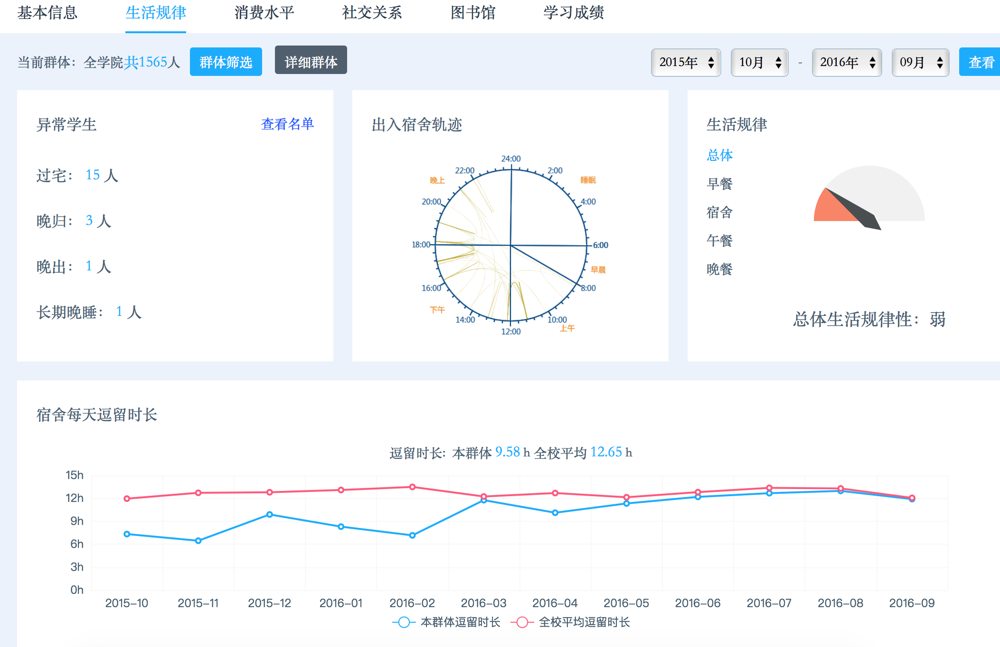 基本信息 生活规律 消费水平 社交关系 图书馆 学习成绩
当前群体：全学院共1565人 群体筛选 详细群体 2015年 10月 - 2016年 09月 查看
异常学生 查看名单
过宅：15 人
晚归：3 人
晚出：1 人
长期晚睡：1 人
出入宿舍轨迹
24:00
22:00 2:00
晚上 睡眠
20:00 4:00
18:00 6:00
早晨
16:00 8:00
下午
14:00 10:00
上午
12:00
生活规律
总体
早餐
宿舍
午餐
晚餐
总体生活规律性：弱
宿舍每天逗留时长
逗留时长：本群体 9.58 h 全校平均 12.65 h
15h
12h
9h
6h
3h
0h
2015-10 2015-11 2015-12 2016-01 2016-02 2016-03 2016-04 2016-05 2016-06 2016-07 2016-08 2016-09
本群体逗留时长 全校平均逗留时长